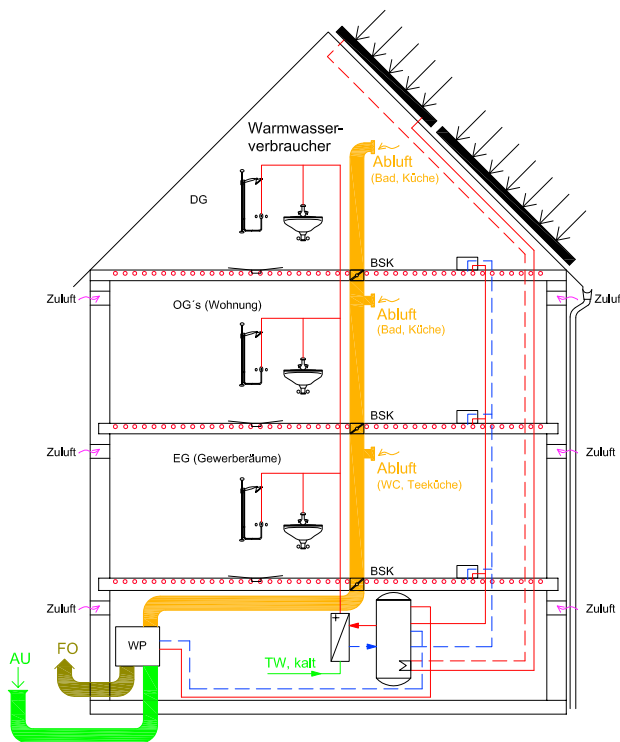 Warmwasser-
verbraucher
Abluft
(Bad, Küche)
DG
BSK
Zuluft
Zuluf
OG´s (Wohnung)
Abluft
(Bad, Küche)
BSK
Zuluft
Zuluft
EG (Gewerberäume)
Abluft
(WC, Teeküche)
BSK
Zuluft
Zuluft
+
WP
AU
FO
TW, kalt